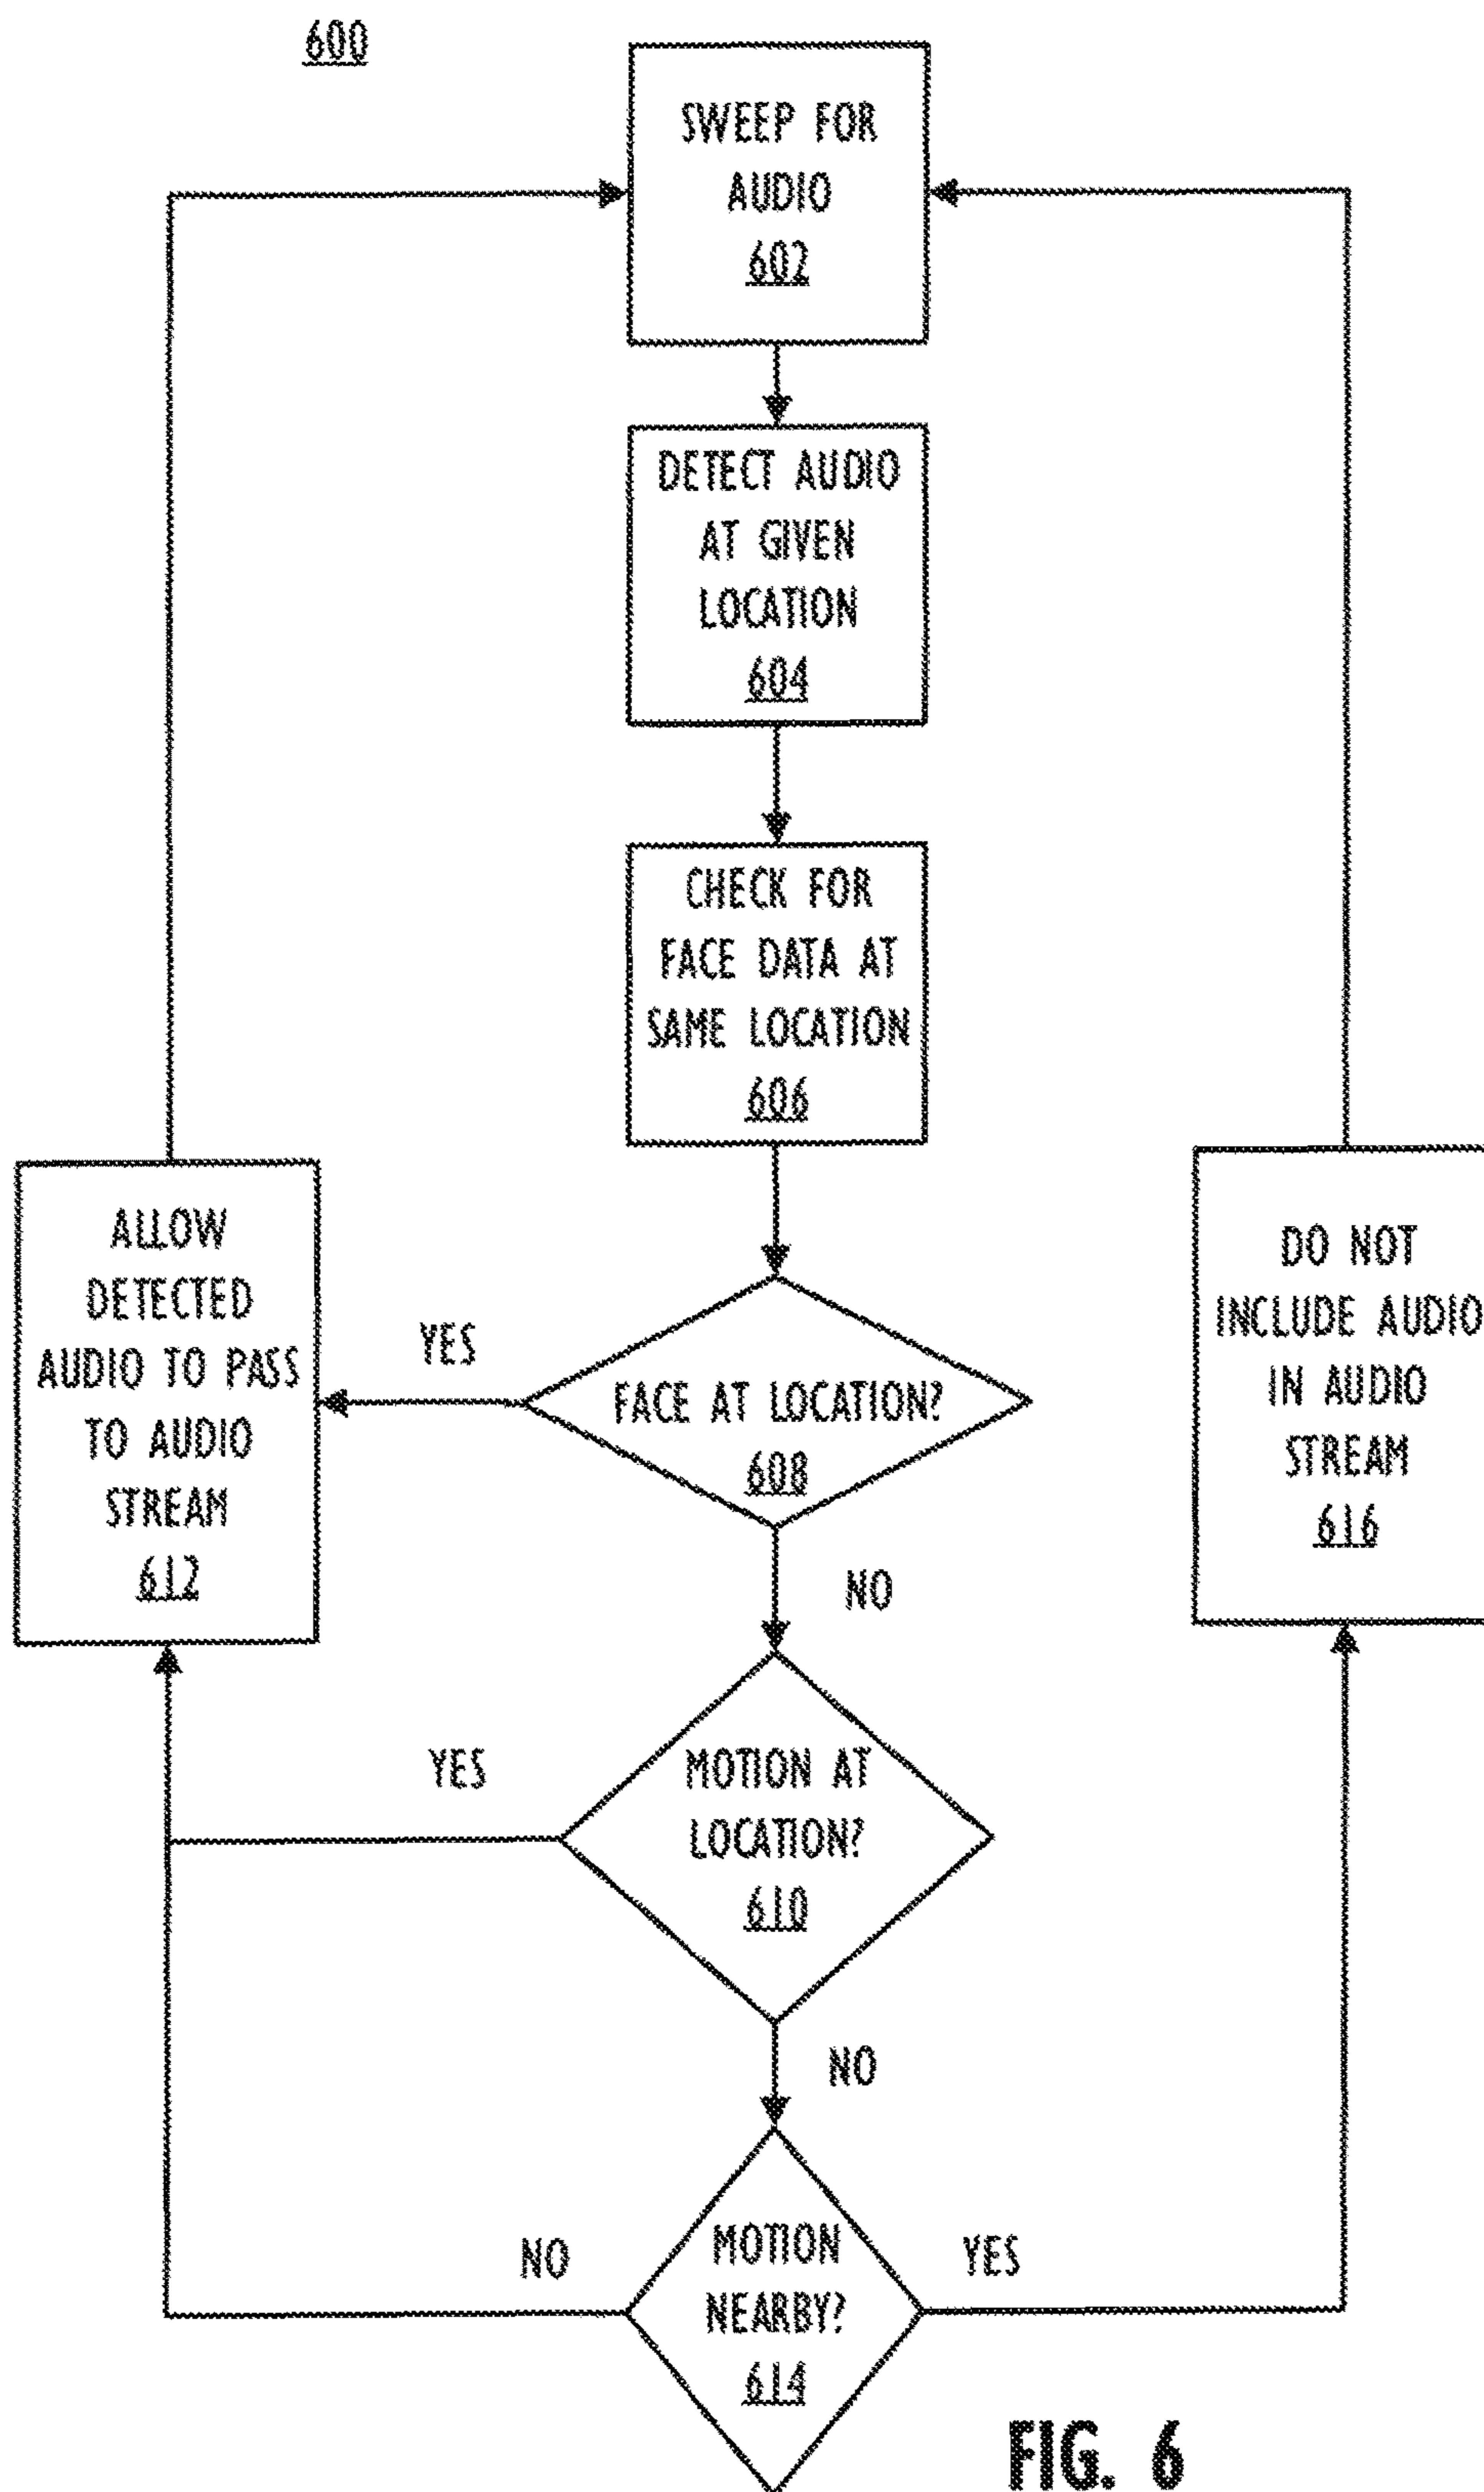 600
SWEEP FOR
AUDIO
602
DETECT AUDIO
AT GIVEN
LOCATION
604
CHECK FOR
FACE DATA AT
SAME LOCATION
606
ALLOW
DETECTED
AUDIO TO PASS
TO AUDIO
STREAM
612
YES
FACE AT LOCATION?
608
DO NOT
INCLUDE AUDIO
IN AUDIO
STREAM
616
NO
YES
MOTION AT
LOCATION?
610
NO
NO
MOTION
NEARBY?
614
YES
FIG. 6